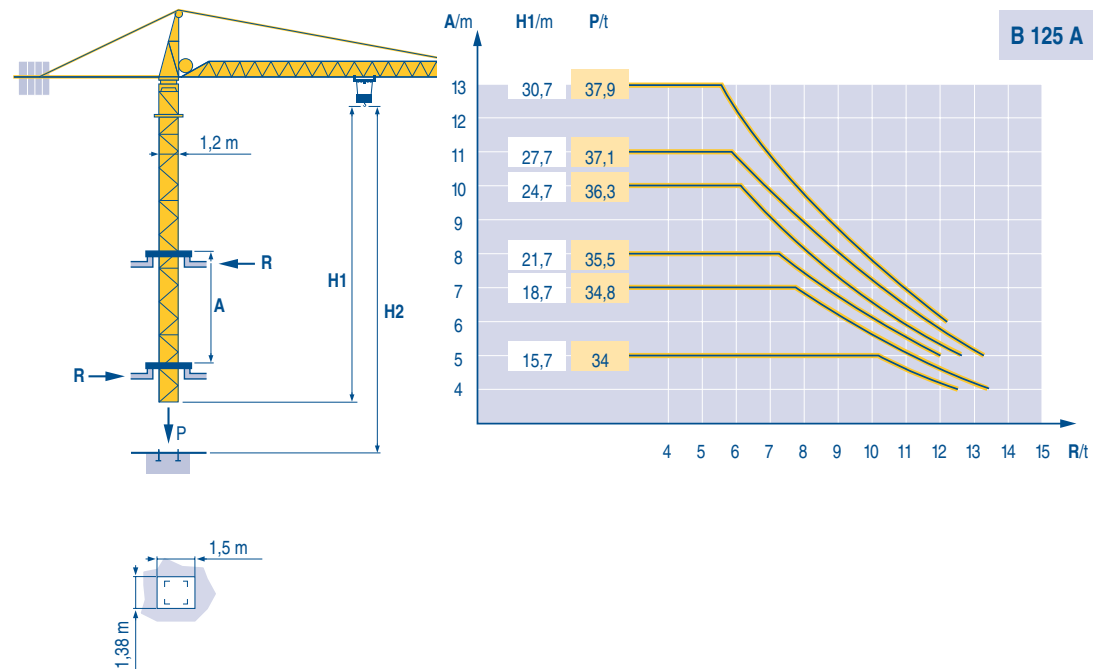 A/m H1/m P/t
B 125 A
13 30,7 37,9
12
11 27,7 37,1
10 24,7 36,3
9
8 21,7 35,5
7 18,7 34,8
6
5 15,7 34
4
4 5 6 7 8 9 10 11 12 13 14 15 R/t
1,2 m
R
A
R
H1
H2
P
1,5 m
1,38 m